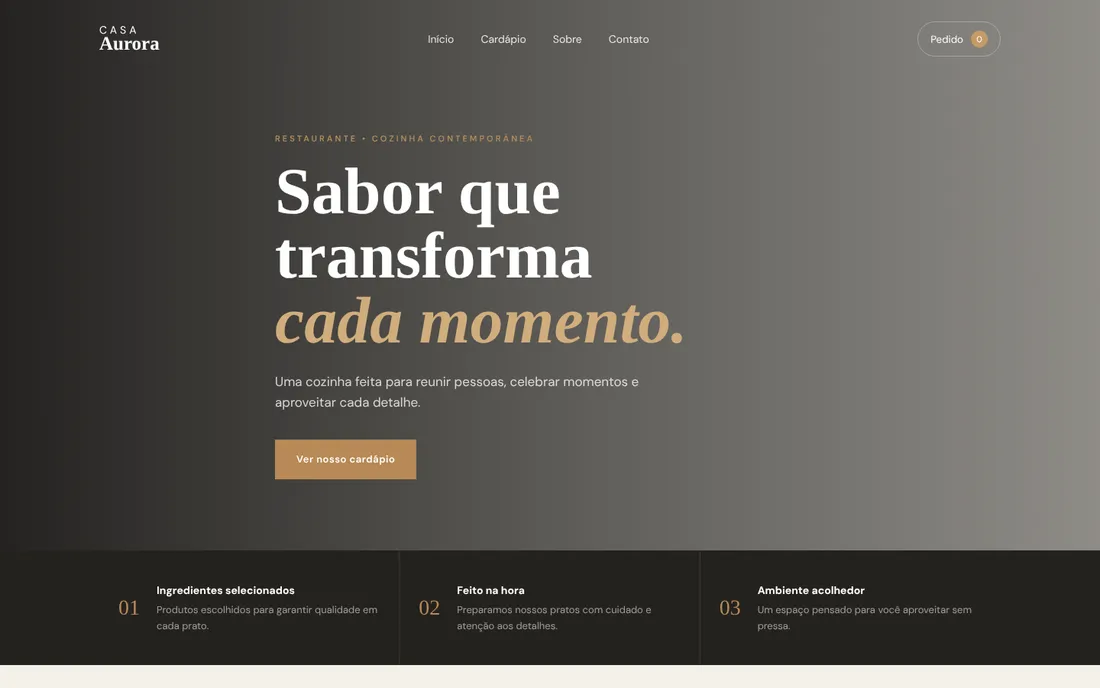 CASA
Aurora
Início
Cardápio
Sobre
Contato
Pedido 0
RESTAURANTE • COZINHA CONTEMPORÂNEA
Sabor que
transforma
cada momento.
Uma cozinha feita para reunir pessoas, celebrar momentos e
aproveitar cada detalhe.
Ver nosso cardápio
01
Ingredientes selecionados
Produtos escolhidos para garantir qualidade em
cada prato.
02
Feito na hora
Preparamos nossos pratos com cuidado e
atenção aos detalhes.
03
Ambiente acolhedor
Um espaço pensado para você aproveitar sem
pressa.